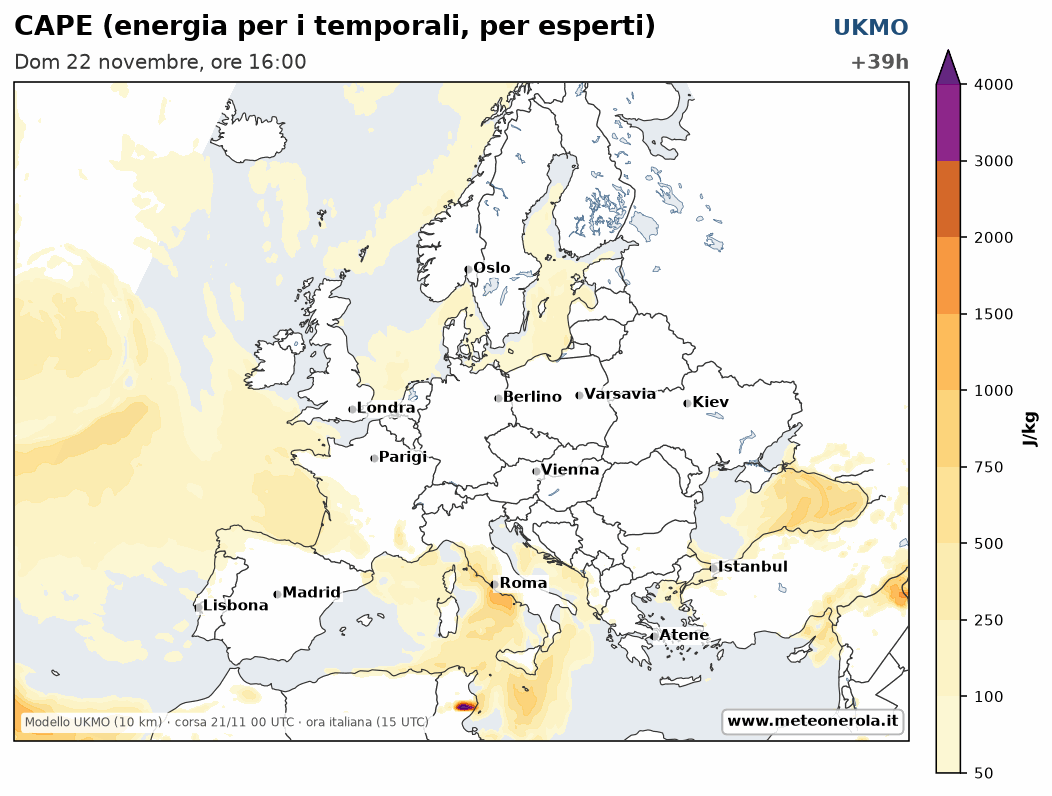 CAPE (energia per i temporali, per esperti)
UKMO
Dom 22 novembre, ore 16:00
+39h
4000
3000
2000
1500
1000
750
500
250
100
50
J/kg
Oslo
Londra
Berlino
Varsavia
Kiev
Parigi
Vienna
Istanbul
Roma
Madrid
Lisbona
Atene
Modello UKMO (10 km) · corsa 21/11 00 UTC · ora italiana (15 UTC)
www.meteonerola.it